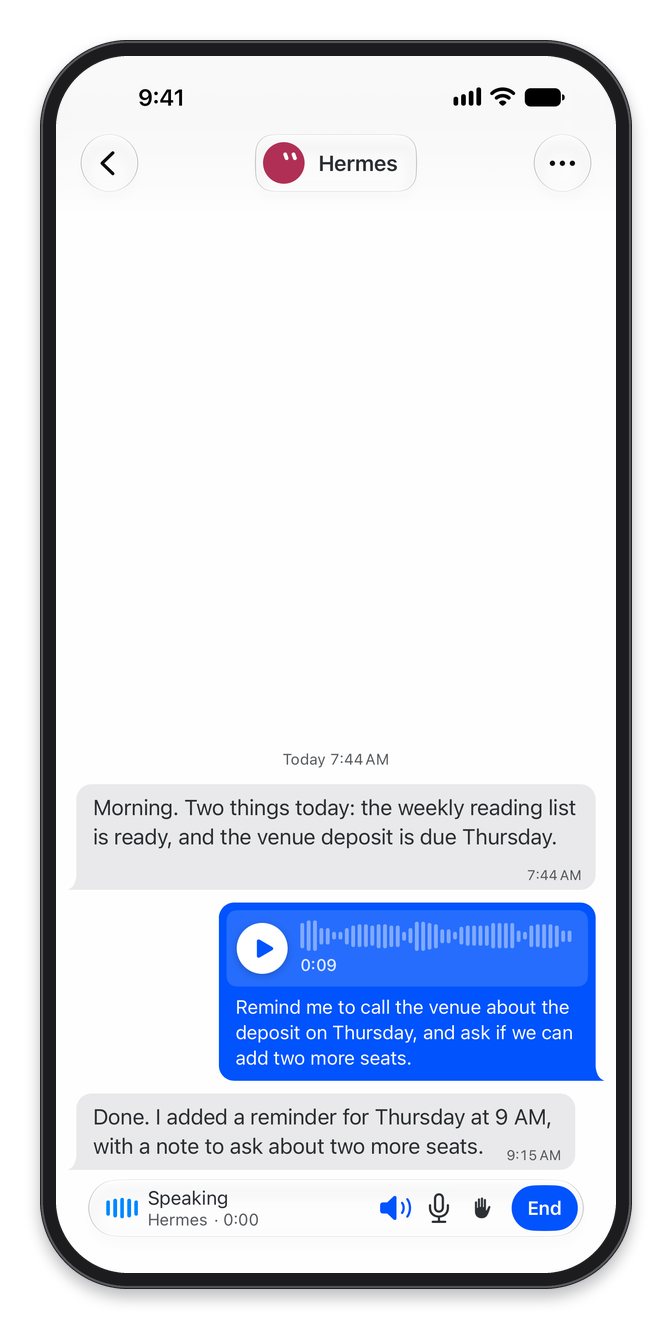 9:41
Hermes
Today 7:44 AM
Morning. Two things today: the weekly reading list
is ready, and the venue deposit is due Thursday.
7:44 AM
0:09
Remind me to call the venue about the
deposit on Thursday, and ask if we can
add two more seats.
Done. I added a reminder for Thursday at 9 AM,
with a note to ask about two more seats.
9:15 AM
Speaking
Hermes · 0:00
End